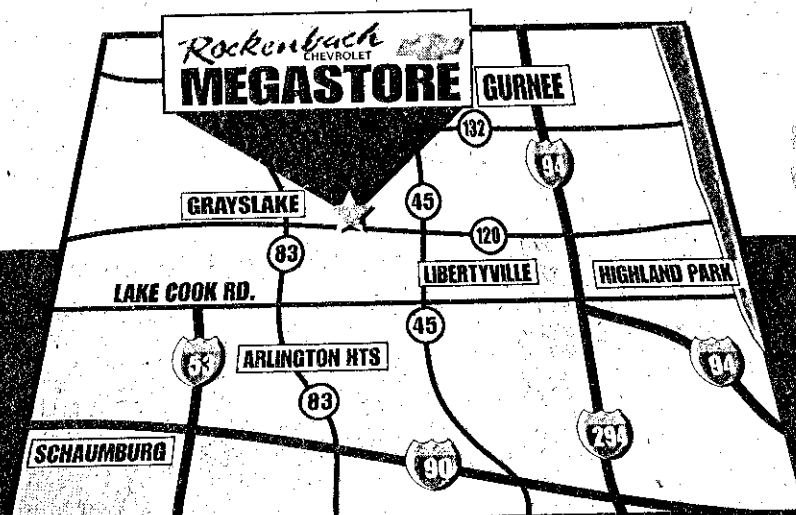 Rockenbach
CHEVROLET
MEGASTORE
GURNEE
132
94
GRAYSLAKE
45
120
83
LIBERTYVILLE
HIGHLAND PARK
LAKE COOK RD.
45
53
ARLINGTON HTS
94
83
294
SCHAUMBURG
90